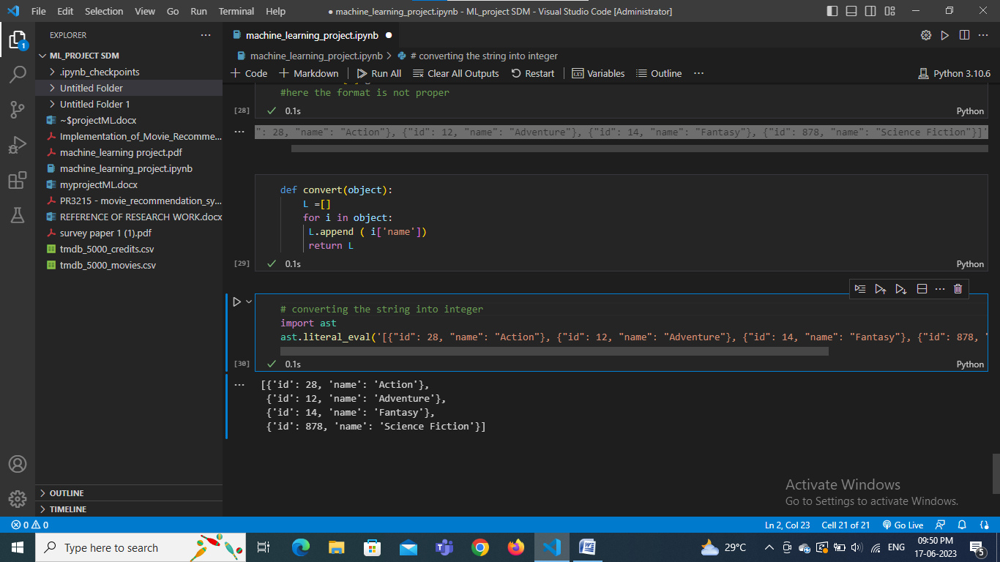 File Edit Selection View Go Run Terminal Help
● machine_learning_project.ipynb - ML_project SDM - Visual Studio Code [Administrator]
EXPLORER
ML_PROJECT SDM
.ipynb_checkpoints
Untitled Folder
Untitled Folder 1
~$projectML.docx
Implementation_of_Movie_Recomme...
machine_learning project.pdf
machine_learning_project.ipynb
myprojectML.docx
PR3215 - movie_recommendation_sy...
REFERENCE OF RESEARCH WORK.docx
survey paper 1 (1).pdf
tmdb_5000_credits.csv
tmdb_5000_movies.csv
OUTLINE
TIMELINE
1
machine_learning_project.ipynb ●
machine_learning_project.ipynb > # converting the string into integer
+ Code + Markdown Run All Clear All Outputs Restart Variables Outline ... Python 3.10.6
#here the format is not proper
[28] 0.1s Python
": 28, "name": "Action"}, {"id": 12, "name": "Adventure"}, {"id": 14, "name": "Fantasy"}, {"id": 878, "name": "Science Fiction"}]'
def convert(object):
L =[]
for i in object:
L.append ( i['name'])
return L
[29] 0.1s Python
# converting the string into integer
import ast
ast.literal_eval('[{"id": 28, "name": "Action"}, {"id": 12, "name": "Adventure"}, {"id": 14, "name": "Fantasy"}, {"id": 878, "
[30] 0.1s Python
[{'id': 28, 'name': 'Action'},
{'id': 12, 'name': 'Adventure'},
{'id': 14, 'name': 'Fantasy'},
{'id': 878, 'name': 'Science Fiction'}]
Activate Windows
Go to Settings to activate Windows.
0 0 Ln 2, Col 23 Cell 21 of 21 Go Live
Type here to search
29°C ENG
09:50 PM
17-06-2023
5